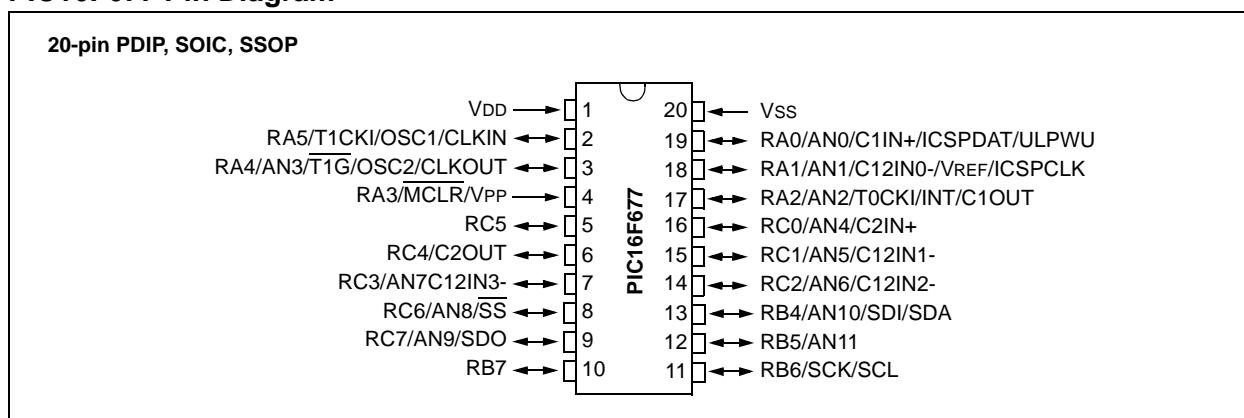 20-pin PDIP, SOIC, SSOP
VDD 1 20 VSS
RA5/T1CKI/OSC1/CLKIN 2 19 RA0/AN0/C1IN+/ICSPDAT/ULPWU
RA4/AN3/T1G/OSC2/CLKOUT 3 18 RA1/AN1/C12IN0-/VREF/ICSPCLK
RA3/MCLR/VPP 4 17 RA2/AN2/T0CKI/INT/C1OUT
RC5 5 16 RC0/AN4/C2IN+
RC4/C2OUT 6 15 RC1/AN5/C12IN1-
RC3/AN7C12IN3- 7 14 RC2/AN6/C12IN2-
RC6/AN8/SS 8 13 RB4/AN10/SDI/SDA
RC7/AN9/SDO 9 12 RB5/AN11
RB7 10 11 RB6/SCK/SCL
PIC16F677